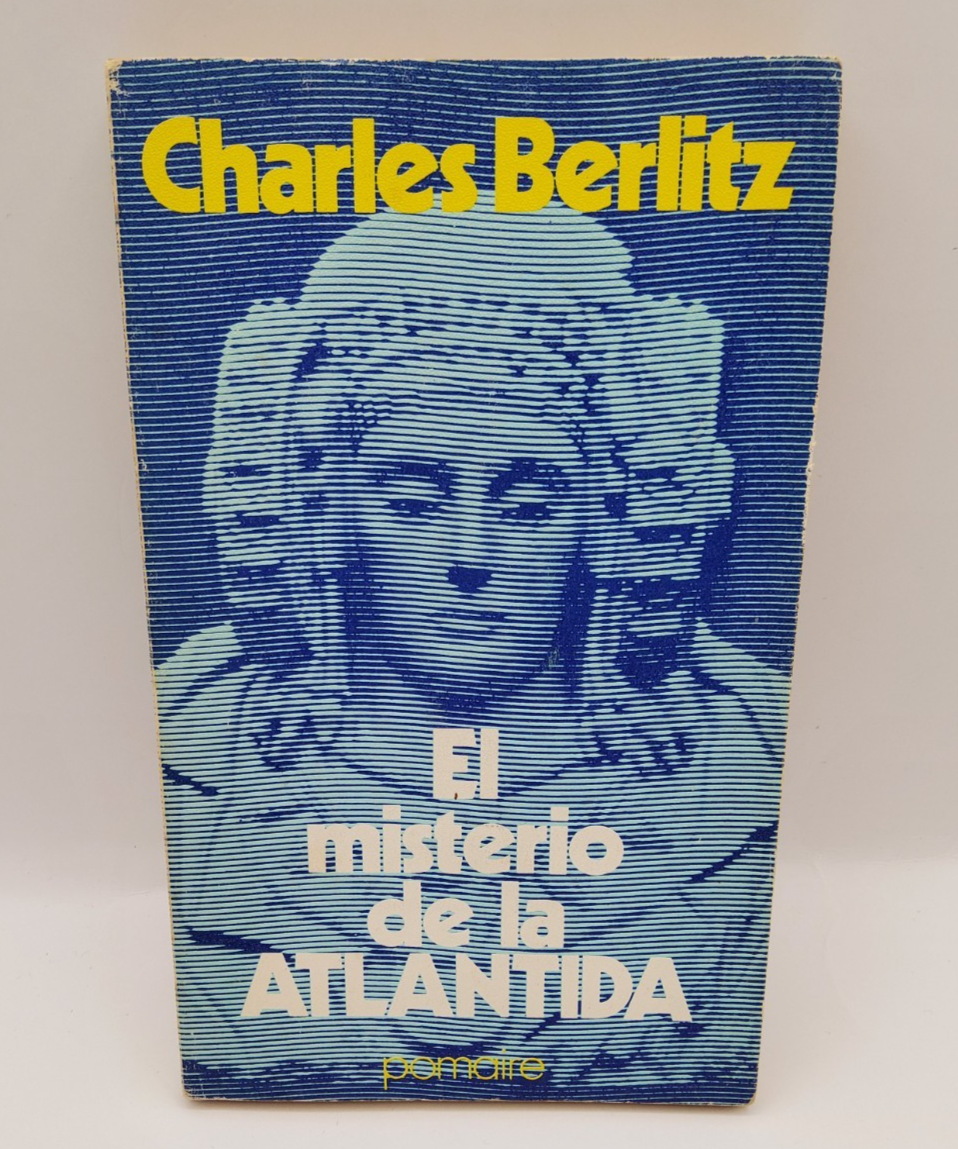 Charles Berlitz
El
misterio
de la
ATLANTIDA
pomaire